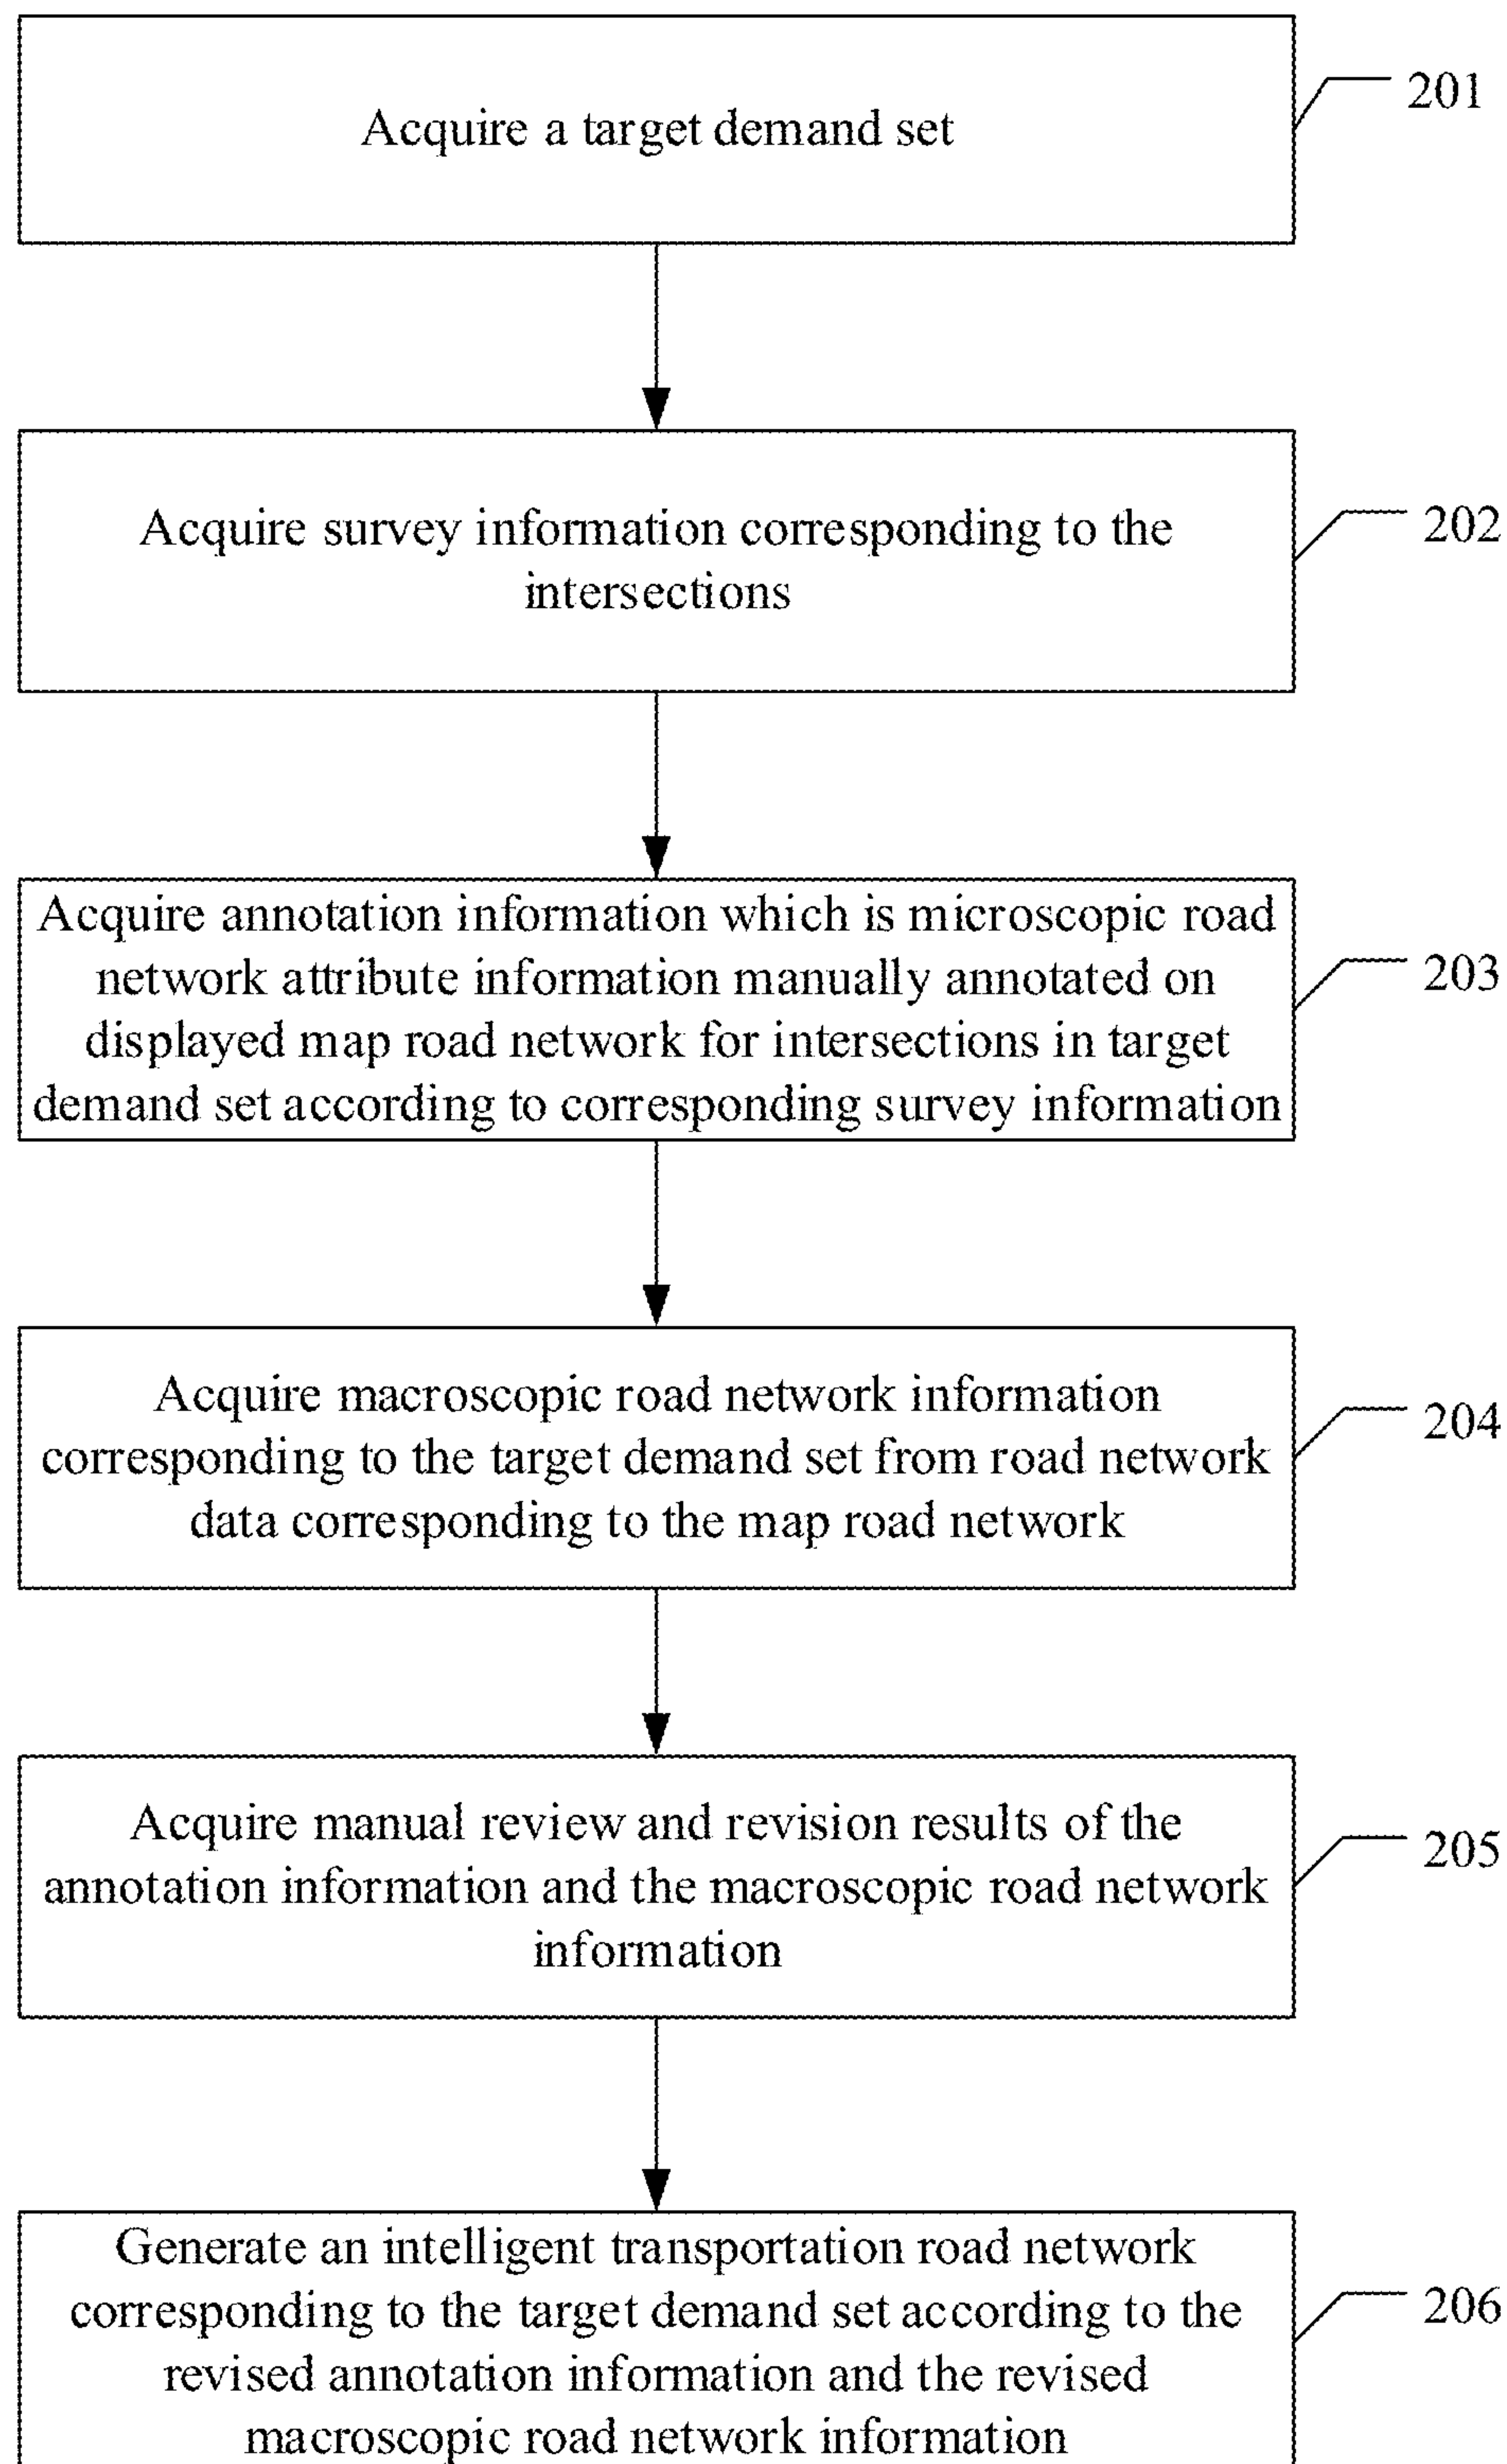 Acquire a target demand set
201
Acquire survey information corresponding to the
intersections
202
Acquire annotation information which is microscopic road
network attribute information manually annotated on
displayed map road network for intersections in target
demand set according to corresponding survey information
203
Acquire macroscopic road network information
corresponding to the target demand set from road network
data corresponding to the map road network
204
Acquire manual review and revision results of the
annotation information and the macroscopic road network
information
205
Generate an intelligent transportation road network
corresponding to the target demand set according to the
revised annotation information and the revised
macroscopic road network information
206